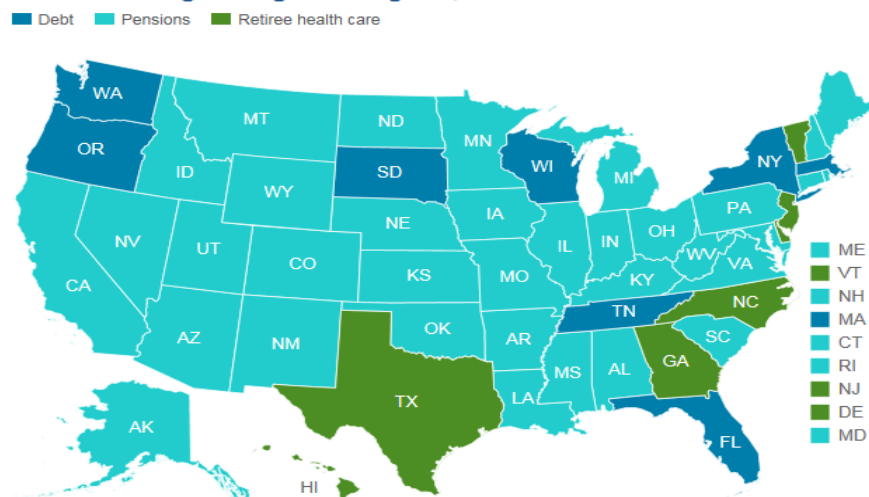 Debt Pensions Retiree health care
WA
MT
ND
MN
OR
ID
SD
WI
NY
WY
MI
IA
PA
NE
NV
OH
IL
IN
UT
WV
CO
VA
CA
KS
MO
KY
NC
TN
OK
AZ
NM
AR
SC
GA
MS
AL
LA
TX
AK
FL
HI
ME
VT
NH
MA
CT
RI
NJ
DE
MD